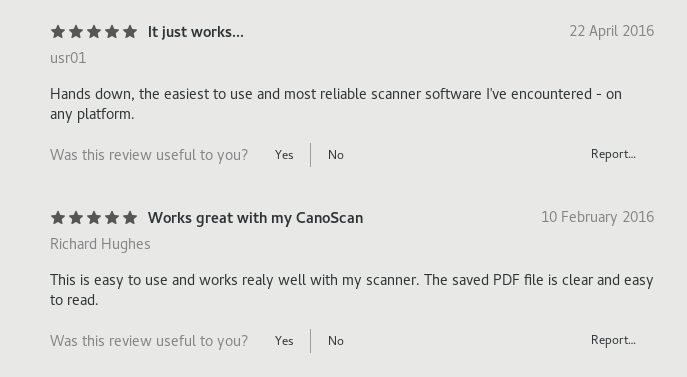 It just works... 22 April 2016
usr01
Hands down, the easiest to use and most reliable scanner software I've encountered - on
any platform.
Was this review useful to you? Yes No Report...
Works great with my CanoScan 10 February 2016
Richard Hughes
This is easy to use and works realy well with my scanner. The saved PDF file is clear and easy
to read.
Was this review useful to you? Yes No Report...